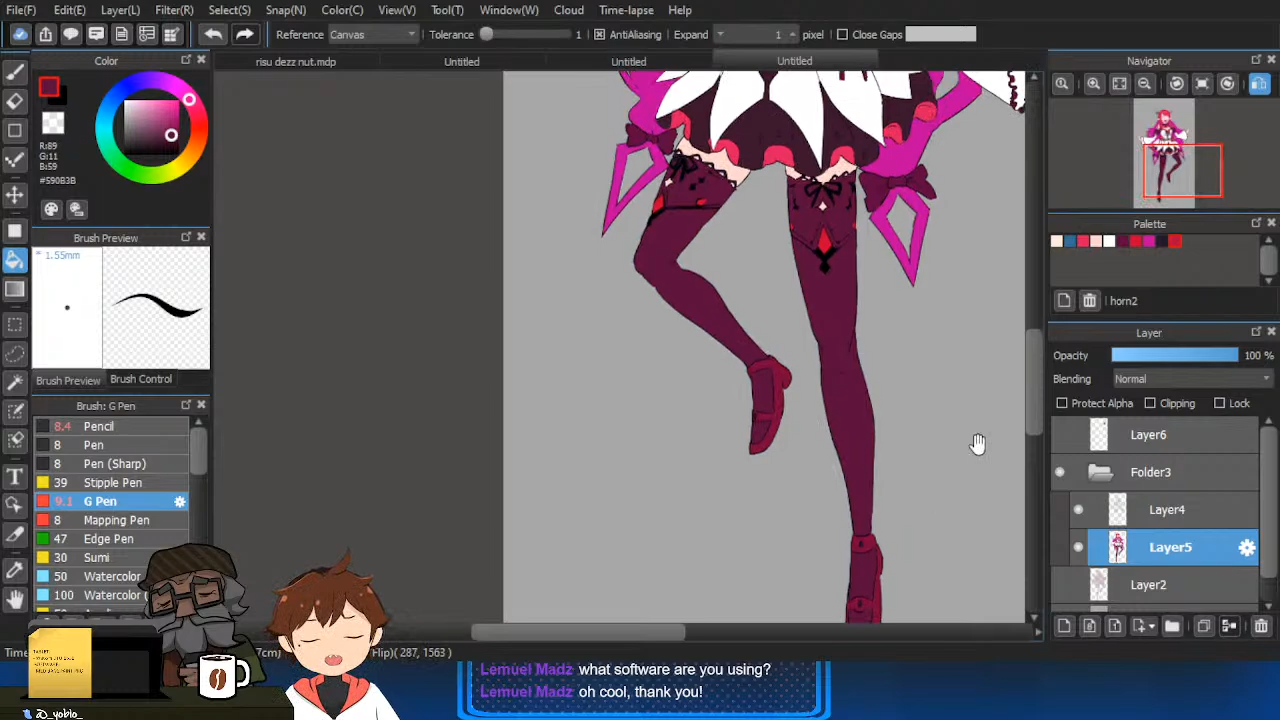 File(F) Edit(E) Layer(L) Filter(R) Select(S) Snap(N) Color(C) View(V) Tool(T) Window(W) Cloud Time-lapse Help
Reference Canvas Tolerance 1 AntiAliasing Expand 1 pixel Close Gaps
risu dezz nut.mdp Untitled Untitled Untitled
Color
R:89
G:11
B:59
#590B3B
Brush Preview
* 1.55mm
Brush Preview Brush Control
Brush: G Pen
8.4 Pencil
8 Pen
8 Pen (Sharp)
39 Stipple Pen
9.1 G Pen
8 Mapping Pen
47 Edge Pen
30 Sumi
50 Watercolor
100 Watercolor
Navigator
Palette
horn2
Layer
Opacity 100 %
Blending Normal
Protect Alpha Clipping Lock
Layer6
Folder3
Layer4
Layer5
Layer2
Time
7cm) Flip)( 287, 1563 )
TABLET:
Lemuel Madz what software are you using?
Lemuel Madz oh cool, thank you!